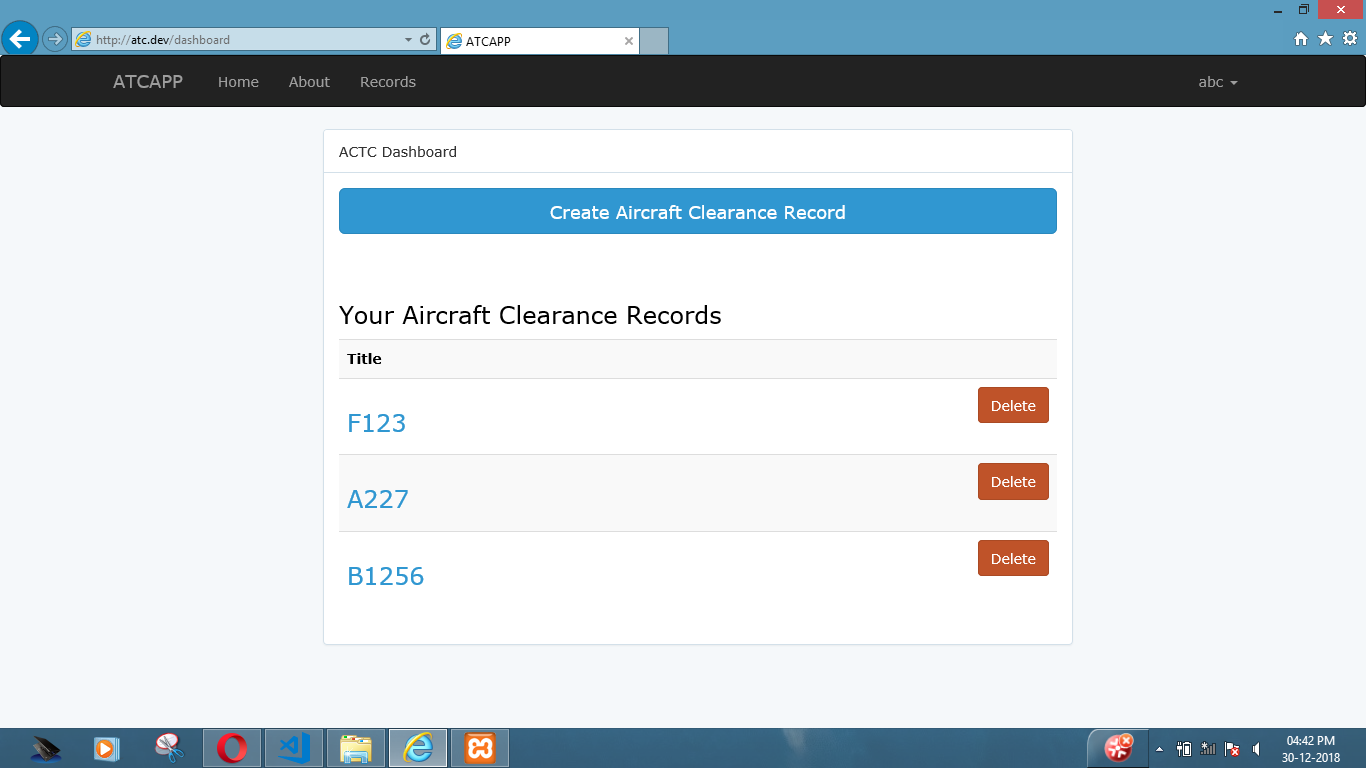 http://atc.dev/dashboard
ATCAPP
ATCAPP Home About Records abc
ACTC Dashboard
Create Aircraft Clearance Record
Your Aircraft Clearance Records
Title
F123 Delete
A227 Delete
B1256 Delete
04:42 PM
30-12-2018